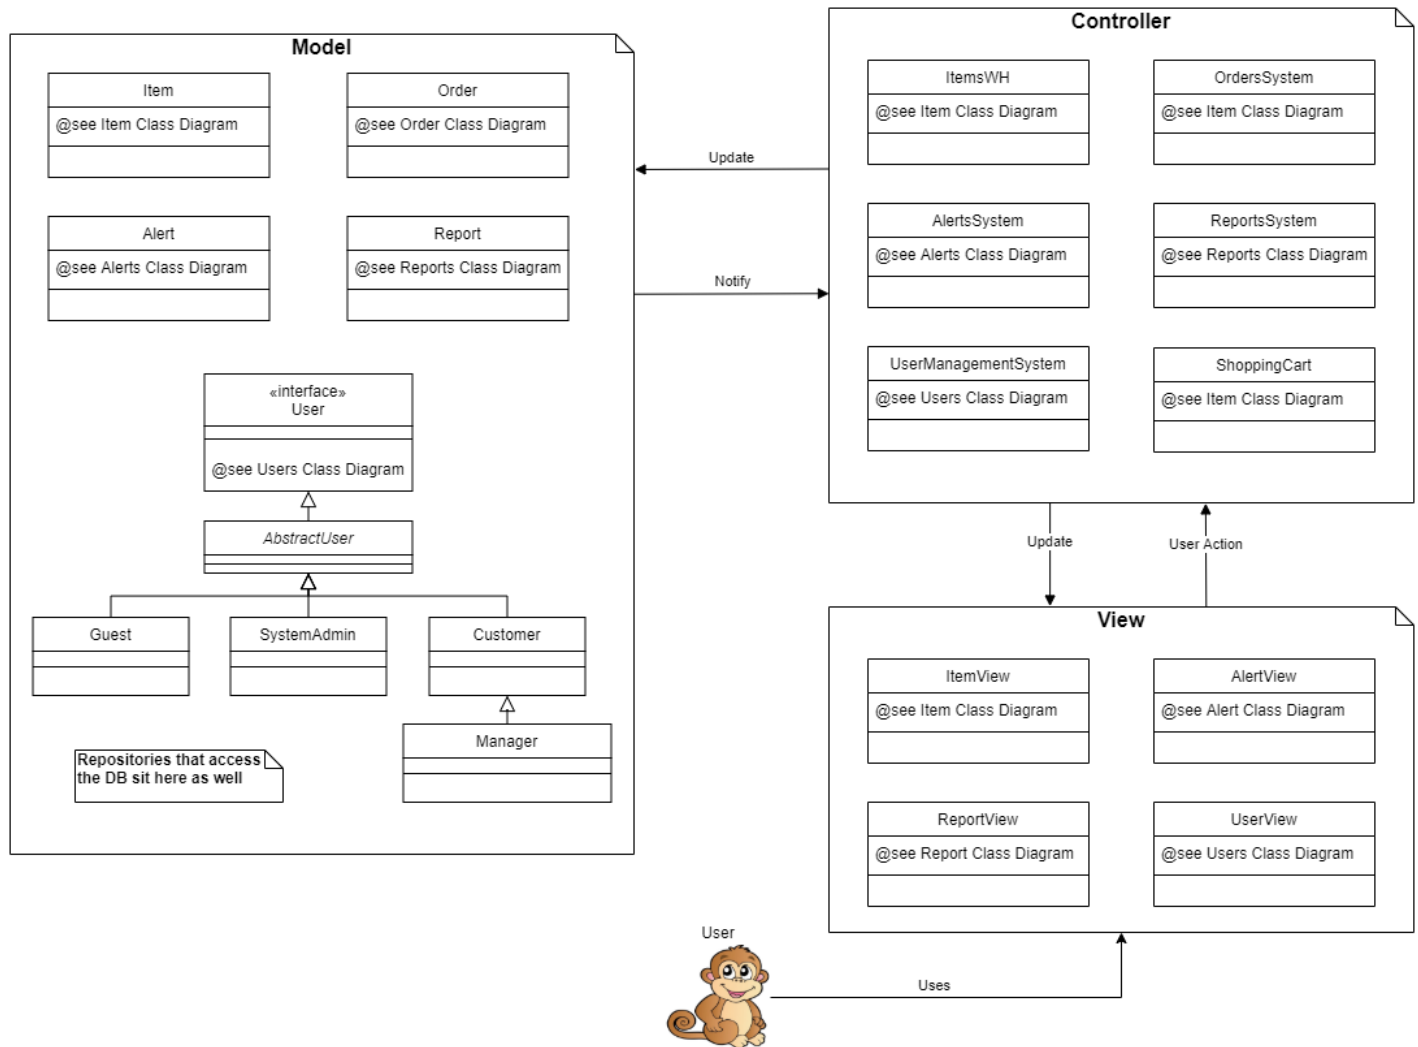 Model
Item
@see Item Class Diagram
Order
@see Order Class Diagram
Alert
@see Alerts Class Diagram
Report
@see Reports Class Diagram
«interface»
User
@see Users Class Diagram
AbstractUser
Guest
SystemAdmin
Customer
Manager
Repositories that access
the DB sit here as well
Update
Notify
Controller
ItemsWH
@see Item Class Diagram
OrdersSystem
@see Item Class Diagram
AlertsSystem
@see Alerts Class Diagram
ReportsSystem
@see Reports Class Diagram
UserManagementSystem
@see Users Class Diagram
ShoppingCart
@see Item Class Diagram
Update
User Action
View
ItemView
@see Item Class Diagram
AlertView
@see Alert Class Diagram
ReportView
@see Report Class Diagram
UserView
@see Users Class Diagram
User
Uses